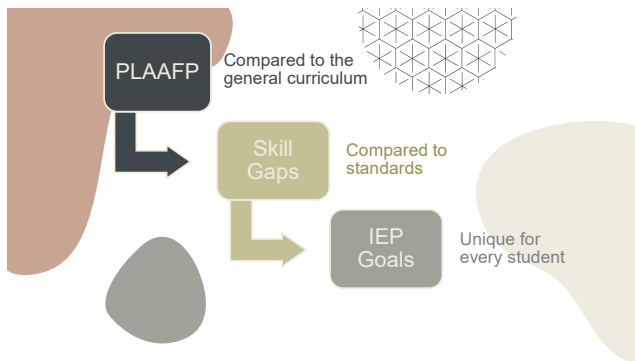 PLAAFP
Compared to the
general curriculum
Skill
Gaps
Compared to
standards
IEP
Goals
Unique for
every student